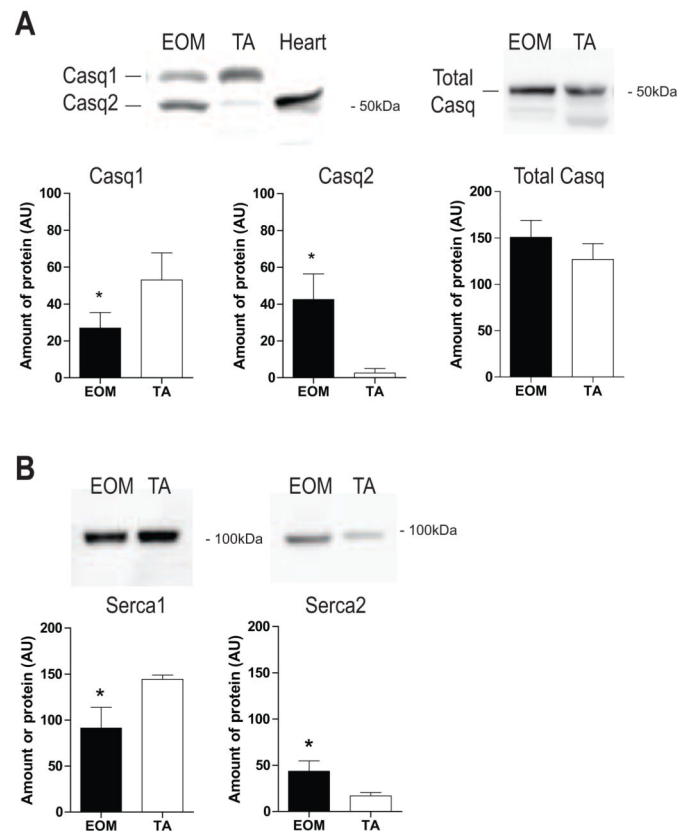 A
EOM TA Heart
Casq1
Casq2
- 50kDa
EOM TA
Total
Casq
- 50kDa
Casq1
Amount of protein (AU)
100
80
60
40
20
0
*
EOM TA
Casq2
Amount of protein (AU)
100
80
60
40
20
0
*
EOM TA
Total Casq
Amount of protein (AU)
200
150
100
50
0
EOM TA
B
EOM TA
- 100kDa
EOM TA
- 100kDa
Serca1
Amount or protein (AU)
200
150
100
50
0
*
EOM TA
Serca2
Amount of protein (AU)
200
150
100
50
0
*
EOM TA